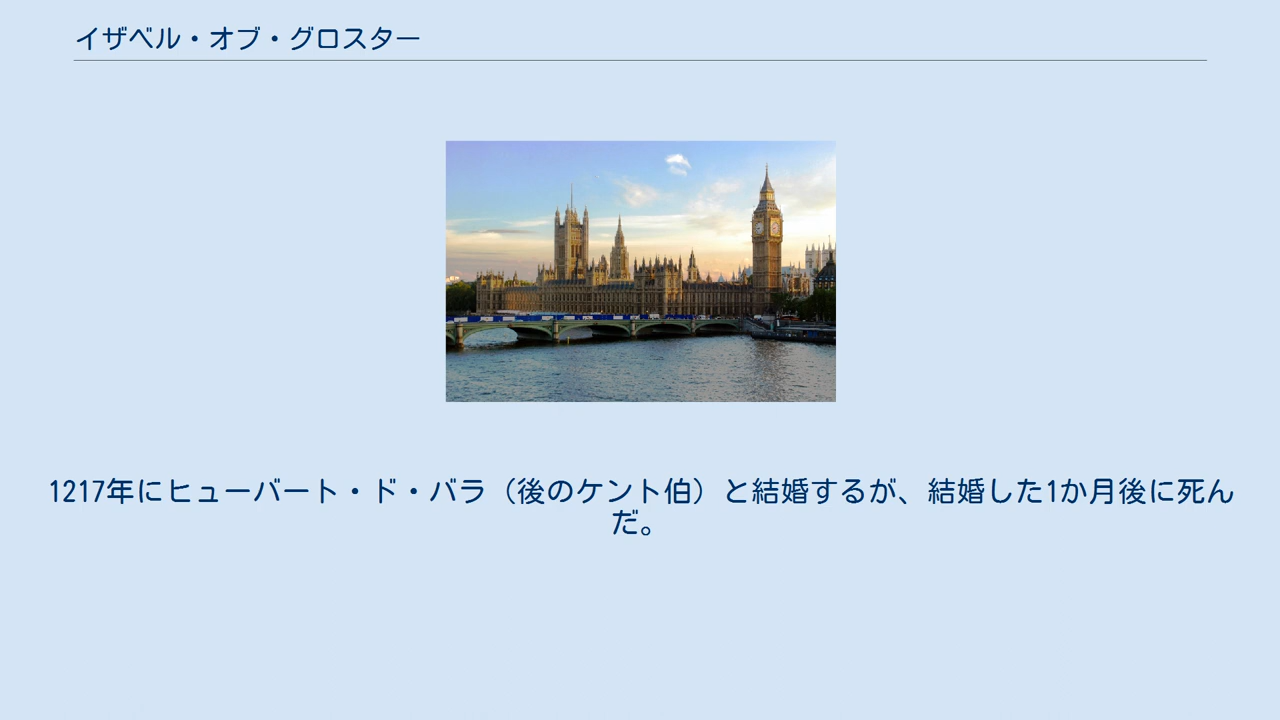 イザベル・オブ・グロスター
1217年にヒューバート・ド・バラ（後のケント伯）と結婚するが、結婚した1か月後に死ん
だ。